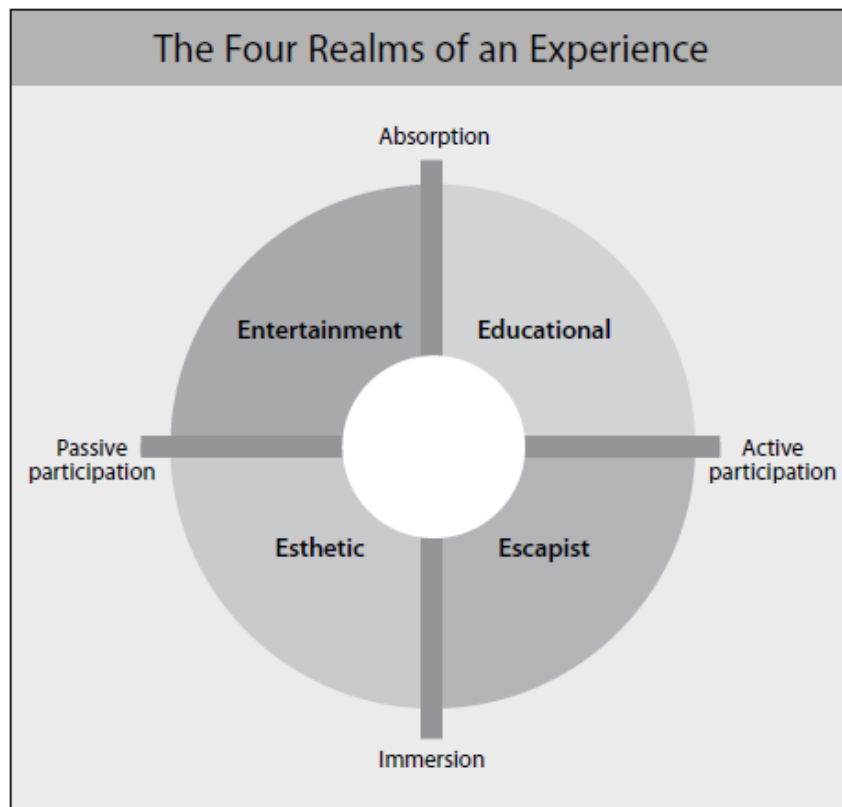 The Four Realms of an Experience
Absorption
Entertainment
Educational
Passive
participation
Active
participation
Esthetic
Escapist
Immersion